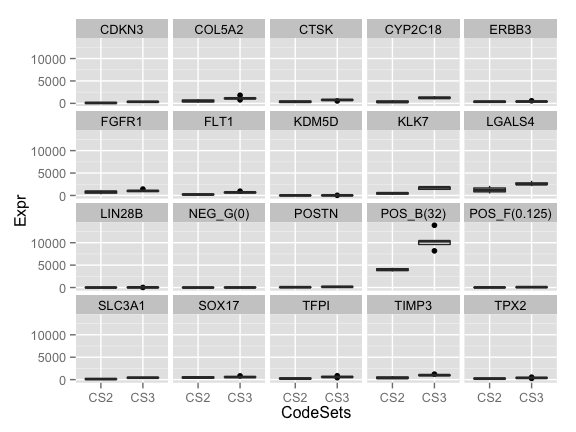 CDKN3 COL5A2 CTSK CYP2C18 ERBB3
10000
5000
0
FGFR1 FLT1 KDM5D KLK7 LGALS4
10000
5000
0
Expr
LIN28B NEG_G(0) POSTN POS_B(32) POS_F(0.125)
10000
5000
0
SLC3A1 SOX17 TFPI TIMP3 TPX2
10000
5000
0
CS2 CS3 CS2 CS3 CS2 CS3 CS2 CS3 CS2 CS3
CodeSets